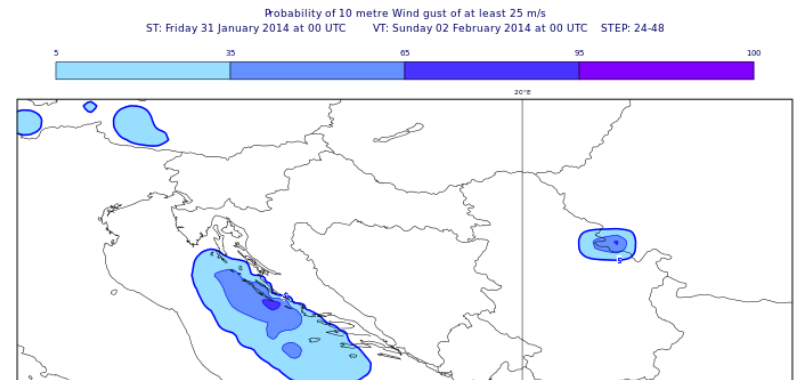 Probability of 10 metre Wind gust of at least 25 m/s
ST: Friday 31 January 2014 at 00 UTC VT: Sunday 02 February 2014 at 00 UTC STEP: 24-48
5 35 65 95 100
20°E
5
5